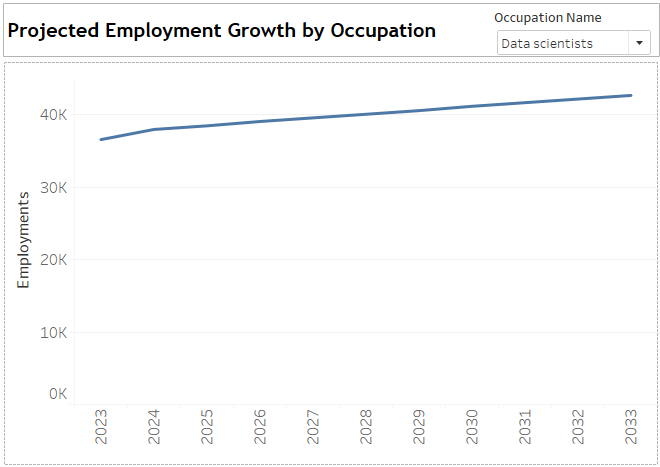 Projected Employment Growth by Occupation
Occupation Name
Data scientists
Employments
40K
30K
20K
10K
0K
2023
2024
2025
2026
2027
2028
2029
2030
2031
2032
2033